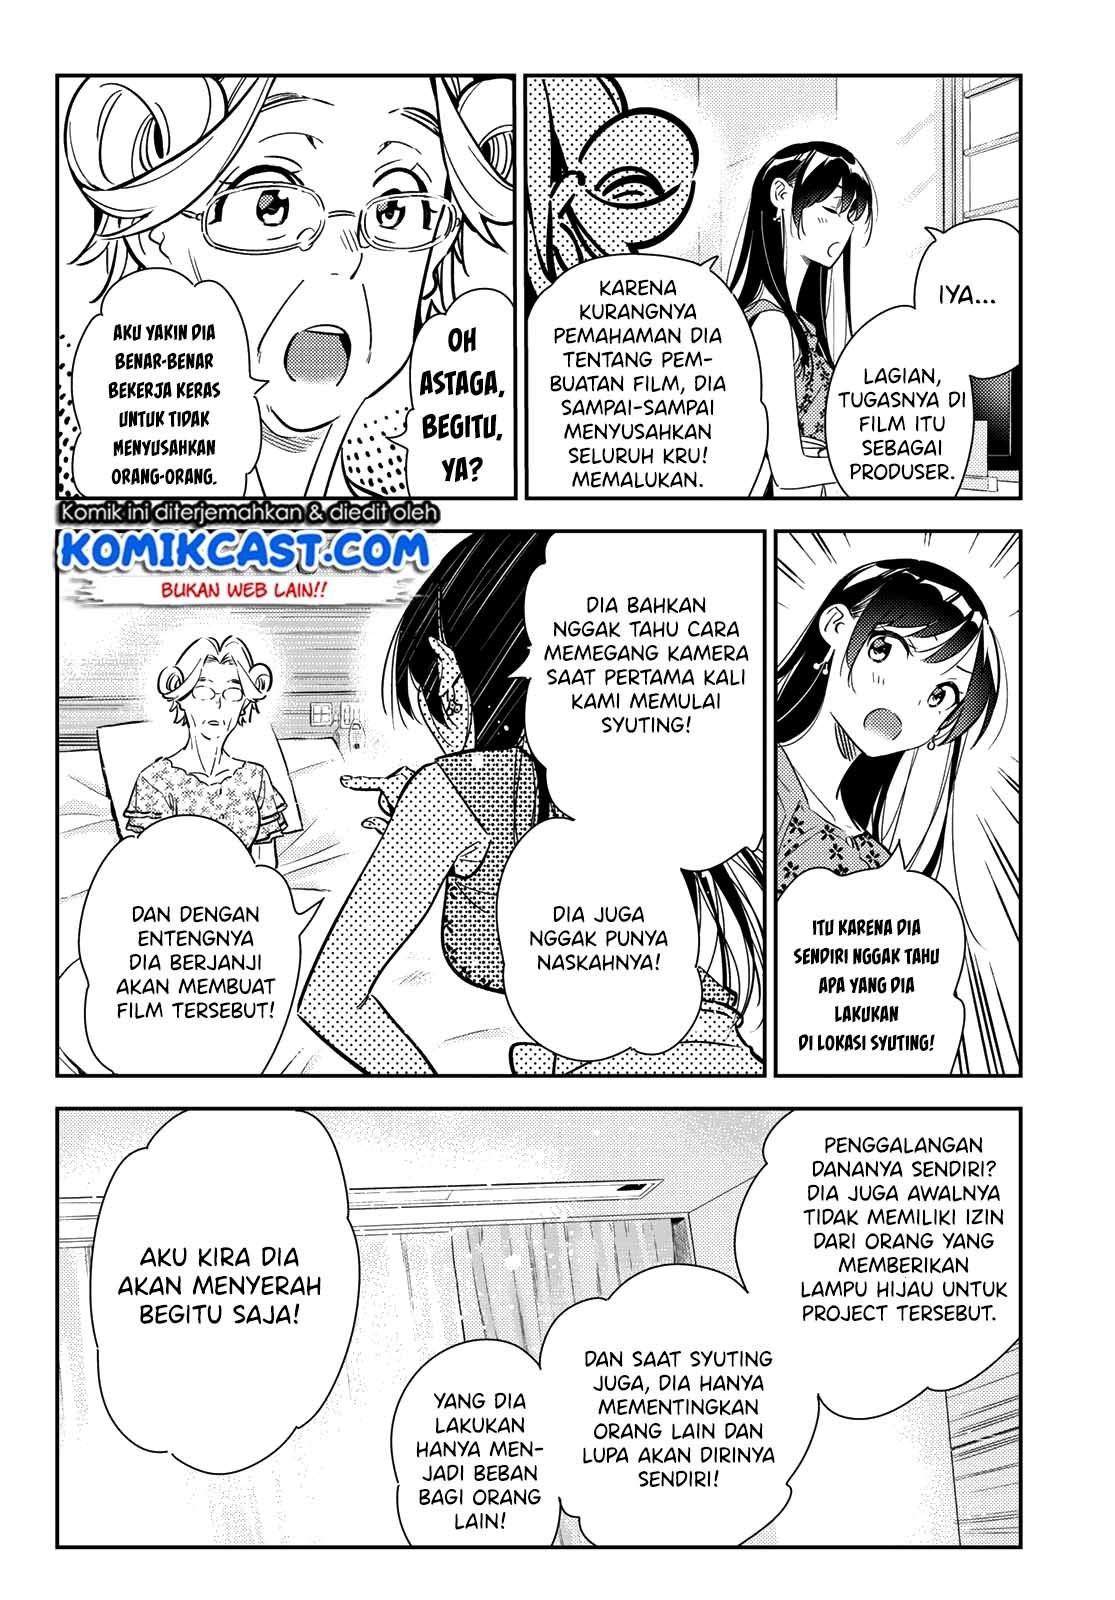 IYA...
LAGIAN,
TUGASNYA DI
FILM ITU
SEBAGAI
PRODUSER.
KARENA
KURANGNYA
PEMAHAMAN DIA
TENTANG PEM-
BUATAN FILM, DIA
SAMPAI-SAMPAI
MENYUSAHKAN
SELURUH KRU!
MEMALUKAN.
OH
ASTAGA,
BEGITU,
YA?
AKU YAKIN DIA
BENAR-BENAR
BEKERJA KERAS
UNTUK TIDAK
MENYUSAHKAN
ORANG-ORANG.
Komik ini diterjemahkan & diedit oleh
KOMIKCAST.COM
BUKAN WEB LAIN!!
ITU KARENA DIA
SENDIRI NGGAK TAHU
APA YANG DIA
LAKUKAN
DI LOKASI SYUTING!
DIA BAHKAN
NGGAK TAHU CARA
MEMEGANG KAMERA
SAAT PERTAMA KALI
KAMI MEMULAI
SYUTING!
DIA JUGA
NGGAK PUNYA
NASKAHNYA!
DAN DENGAN
ENTENGNYA
DIA BERJANJI
AKAN MEMBUAT
FILM TERSEBUT!
PENGGALANGAN
DANANYA SENDIRI?
DIA JUGA AWALNYA
TIDAK MEMILIKI IZIN
DARI ORANG YANG
MEMBERIKAN
LAMPU HIJAU UNTUK
PROJECT TERSEBUT.
DAN SAAT SYUTING
JUGA, DIA HANYA
MEMENTINGKAN
ORANG LAIN DAN
LUPA AKAN DIRINYA
SENDIRI!
YANG DIA
LAKUKAN
HANYA MEN-
JADI BEBAN
BAGI ORANG
LAIN!
AKU KIRA DIA
AKAN MENYERAH
BEGITU SAJA!